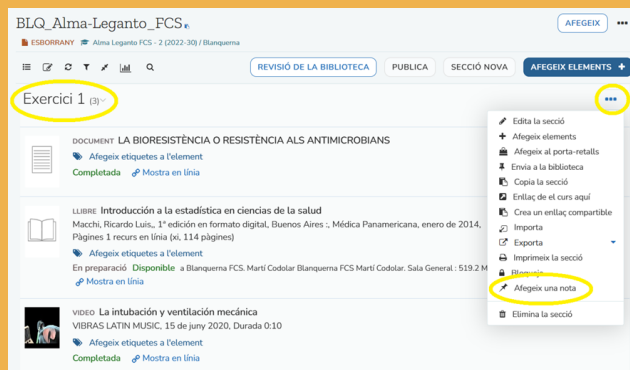 BLQ_Alma-Leganto_FCS
AFEGEIX
ESBORRANY Alma Leganto FCS - 2 (2022-30) / Blanquerna
REVISIÓ DE LA BIBLIOTECA PUBLICA SECCIÓ NOVA AFEGEIX ELEMENTS +
Exercici 1 (3)
DOCUMENT LA BIORESISTÈNCIA O RESISTÈNCIA ALS ANTIMICROBIANS
Afegeix etiquetes a l'element
Completada Mostra en línia
LLIBRE Introducción a la estadística en ciencias de la salud
Macchi, Ricardo Luis,, 1ª edición en formato digital, Buenos Aires :, Médica Panamericana, enero de 2014,
Pàgines 1 recurs en línia (xi, 114 pàgines)
Afegeix etiquetes a l'element
En preparació Disponible a Blanquerna FCS. Martí Codolar Blanquerna FCS Martí Codolar. Sala General : 519.2 M
Mostra en línia
VIDEO La intubación y ventilación mecánica
VIBRAS LATIN MUSIC, 15 de juny 2020, Durada 0:10
Afegeix etiquetes a l'element
Completada Mostra en línia
Edita la secció
Afegeix elements
Afegeix al porta-retalls
Envia a la biblioteca
Copia la secció
Enllaç de el curs aquí
Crea un enllaç compartible
Importa
Exporta
Imprimeix la secció
Bloqueja
Afegeix una nota
Elimina la secció